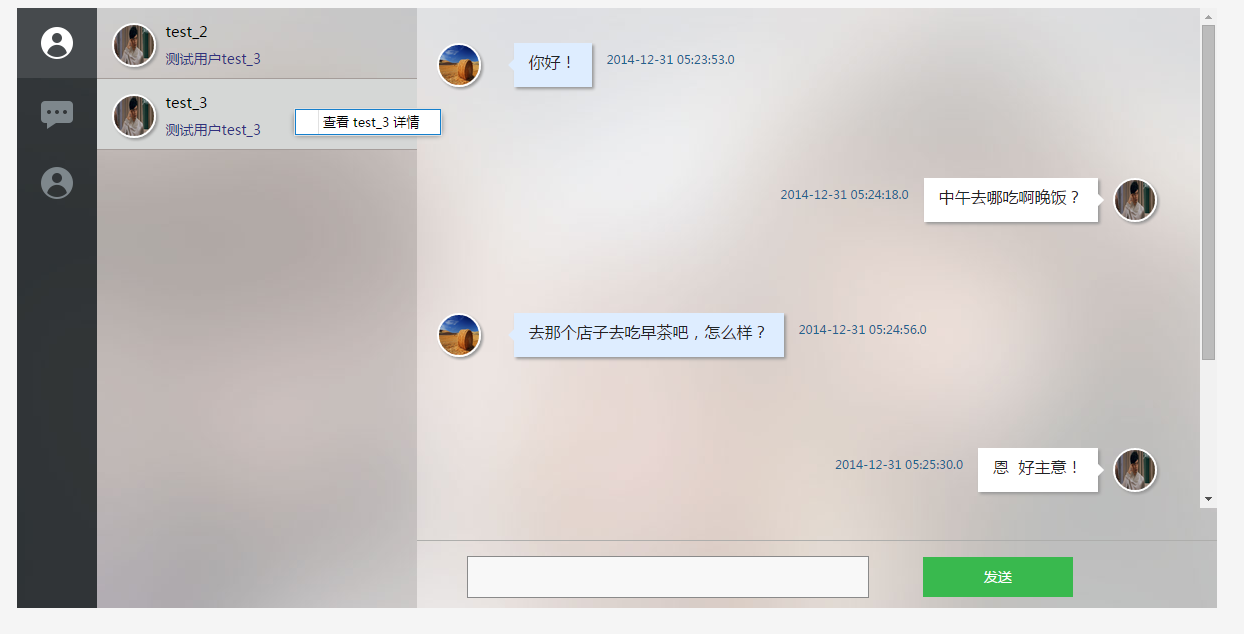 test_2
测试用户test_3
test_3
测试用户test_3
查看 test_3 详情
你好！
2014-12-31 05:23:53.0
2014-12-31 05:24:18.0
中午去哪吃啊晚饭？
去那个店子去吃早茶吧，怎么样？
2014-12-31 05:24:56.0
2014-12-31 05:25:30.0
恩 好主意！
发送